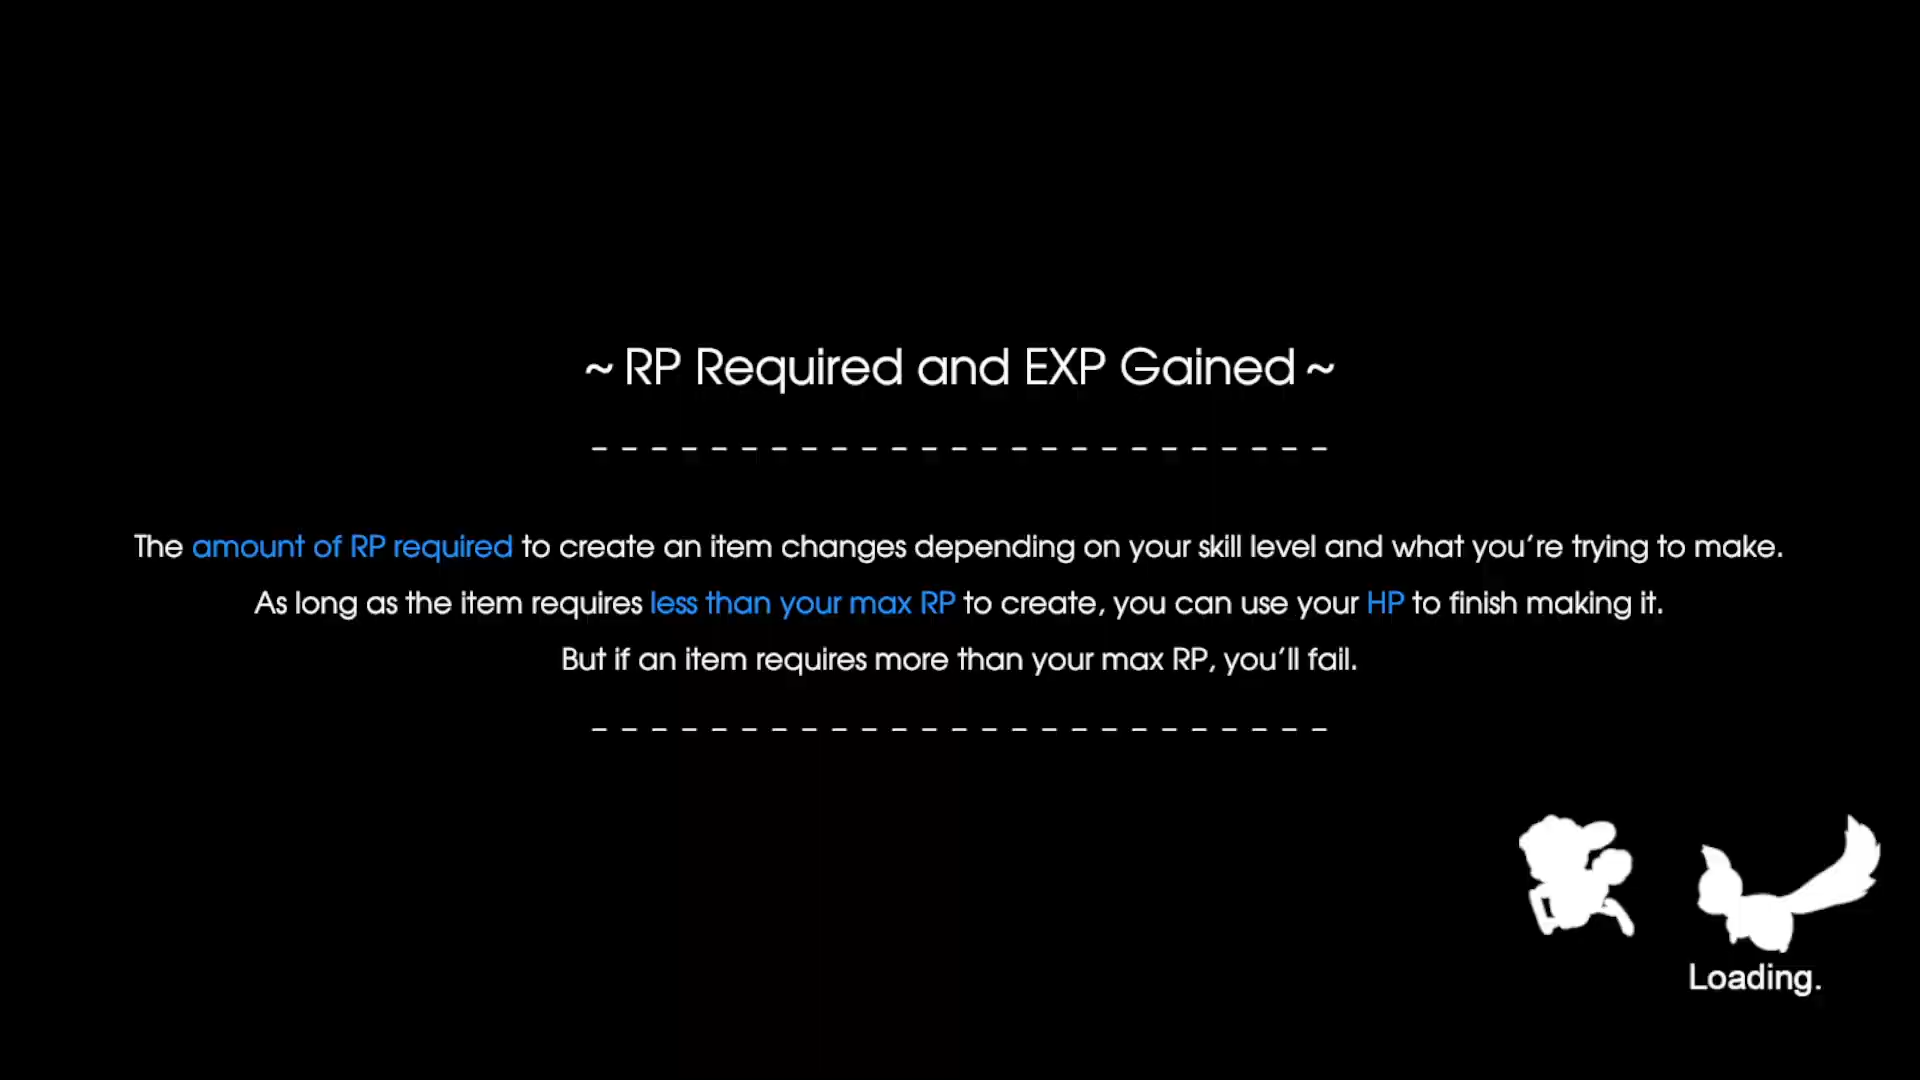 ~ RP Required and EXP Gained ~
- - - - - - - - - - - - - - - - - - - - - - - - -
The amount of RP required to create an item changes depending on your skill level and what you're trying to make.
As long as the item requires less than your max RP to create, you can use your HP to finish making it.
But if an item requires more than your max RP, you'll fail.
- - - - - - - - - - - - - - - - - - - - - - - - -
Loading.